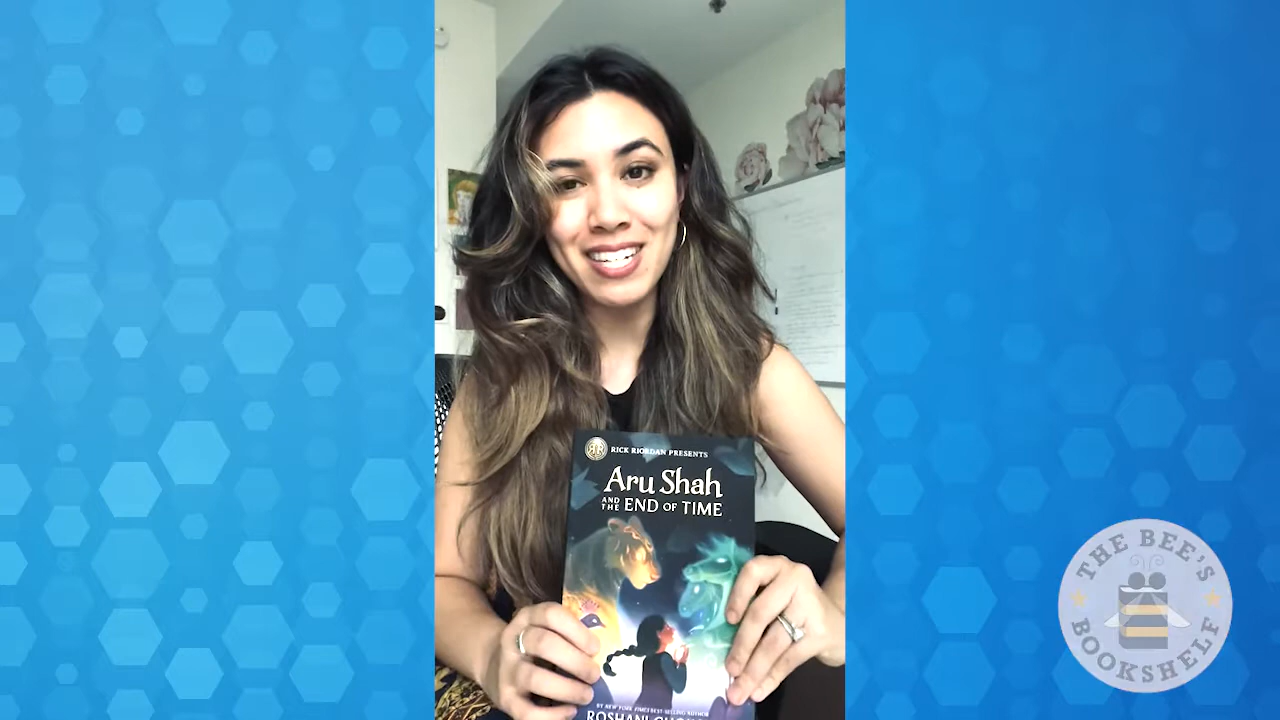 RICK RIORDAN PRESENTS
Aru Shah
AND THE END OF TIME
BY NEW YORK TIMES BEST-SELLING AUTHOR
ROSHANI
THE BEE'S
BOOKSHELF